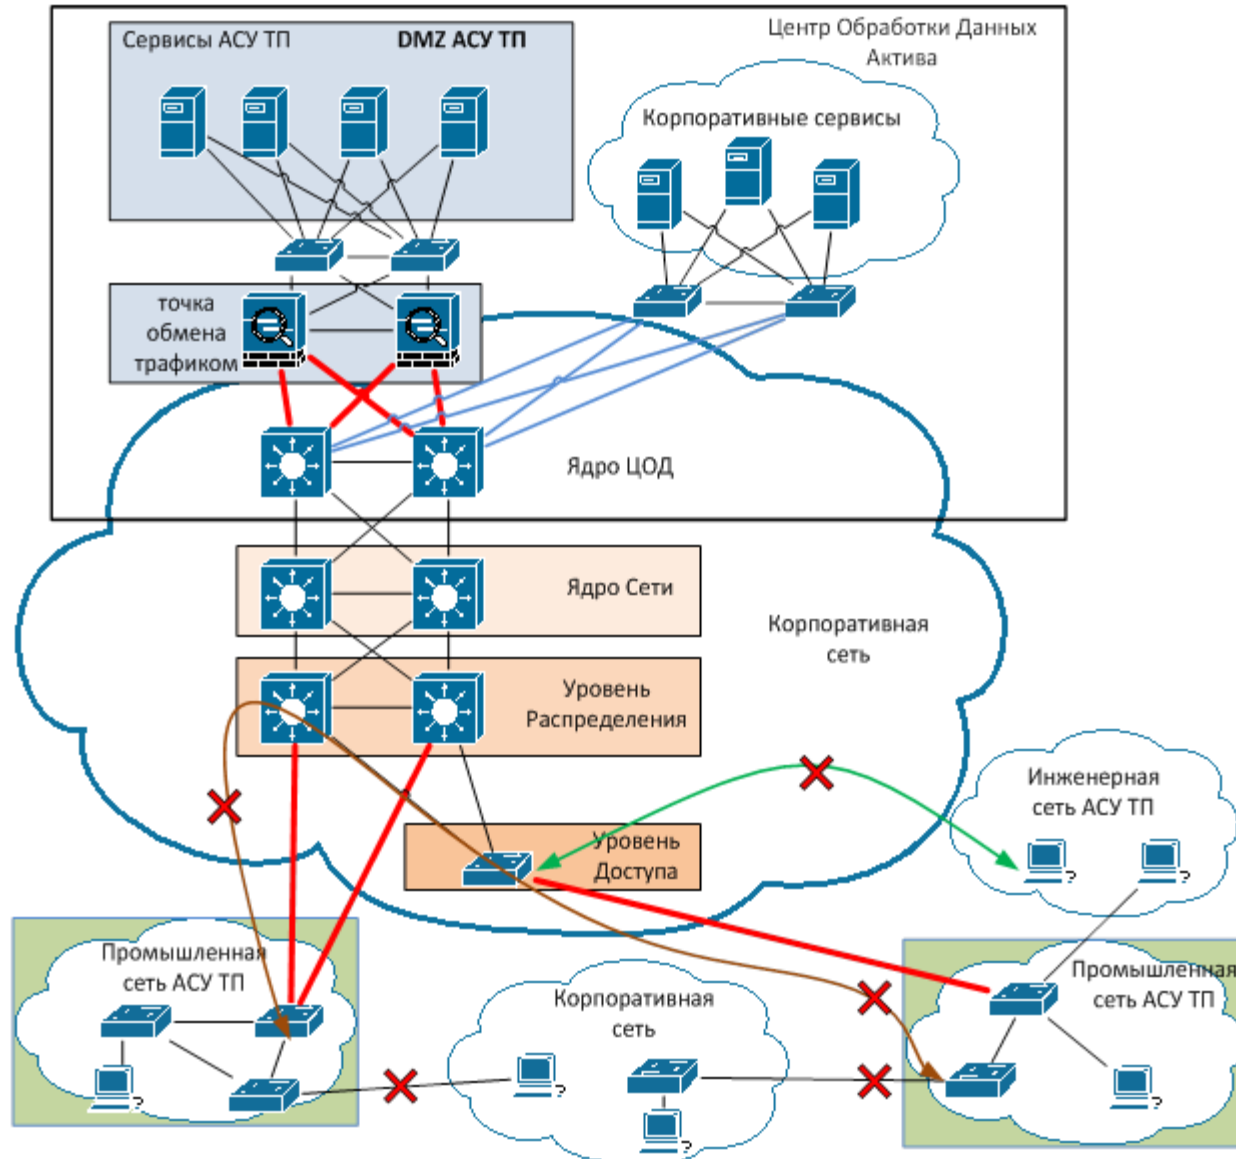 Сервисы АСУ ТП
DMZ АСУ ТП
Центр Обработки Данных
Актива
Корпоративные сервисы
точка
обмена
трафиком
Ядро ЦОД
Ядро Сети
Корпоративная
сеть
Уровень
Распределения
Инженерная
сеть АСУ ТП
Уровень
Доступа
?
?
Промышленная
сеть АСУ ТП
Корпоративная
сеть
Промышленная
сеть АСУ ТП
?
?
?
?